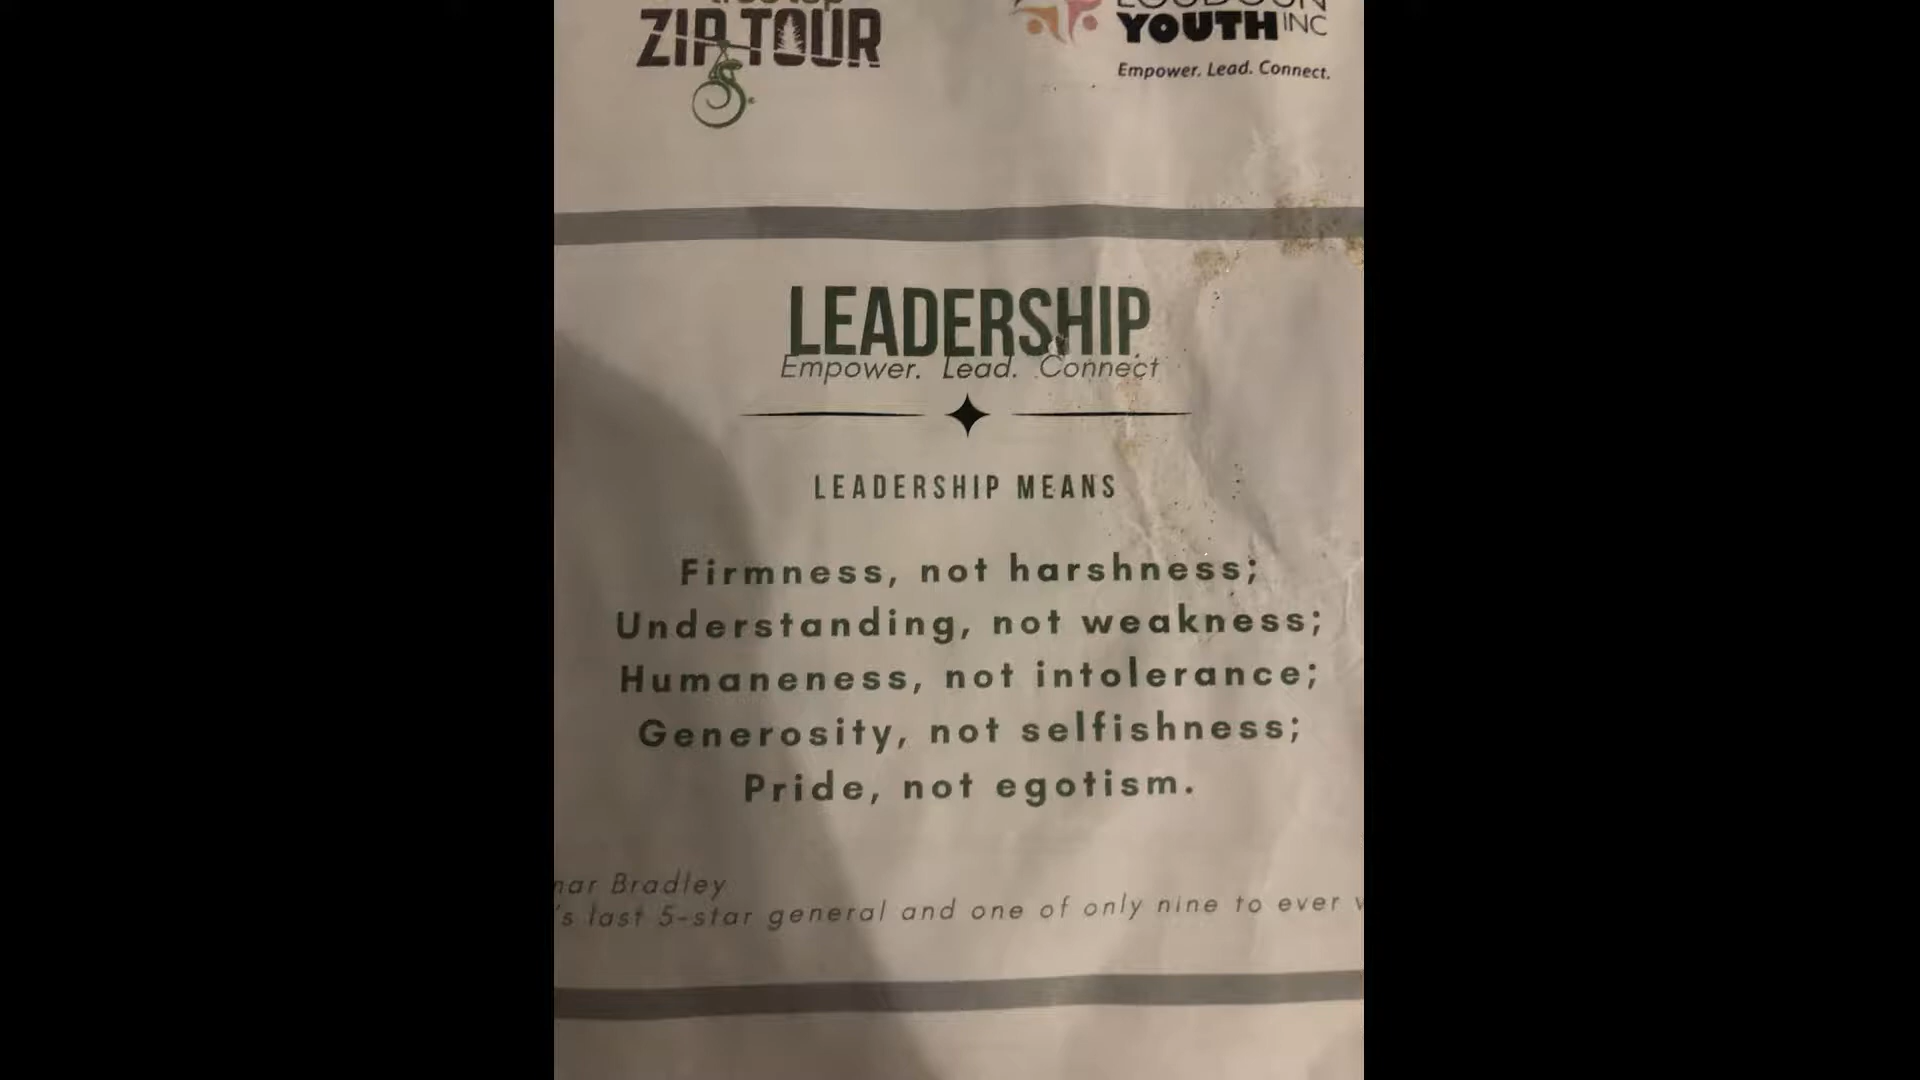 ZIP TOUR
YOUTH INC
Empower. Lead. Connect.
LEADERSHIP
Empower. Lead. Connect
LEADERSHIP MEANS
Firmness, not harshness;
Understanding, not weakness;
Humaneness, not intolerance;
Generosity, not selfishness;
Pride, not egotism.
Bradley
's last 5-star general and one of only nine to ever